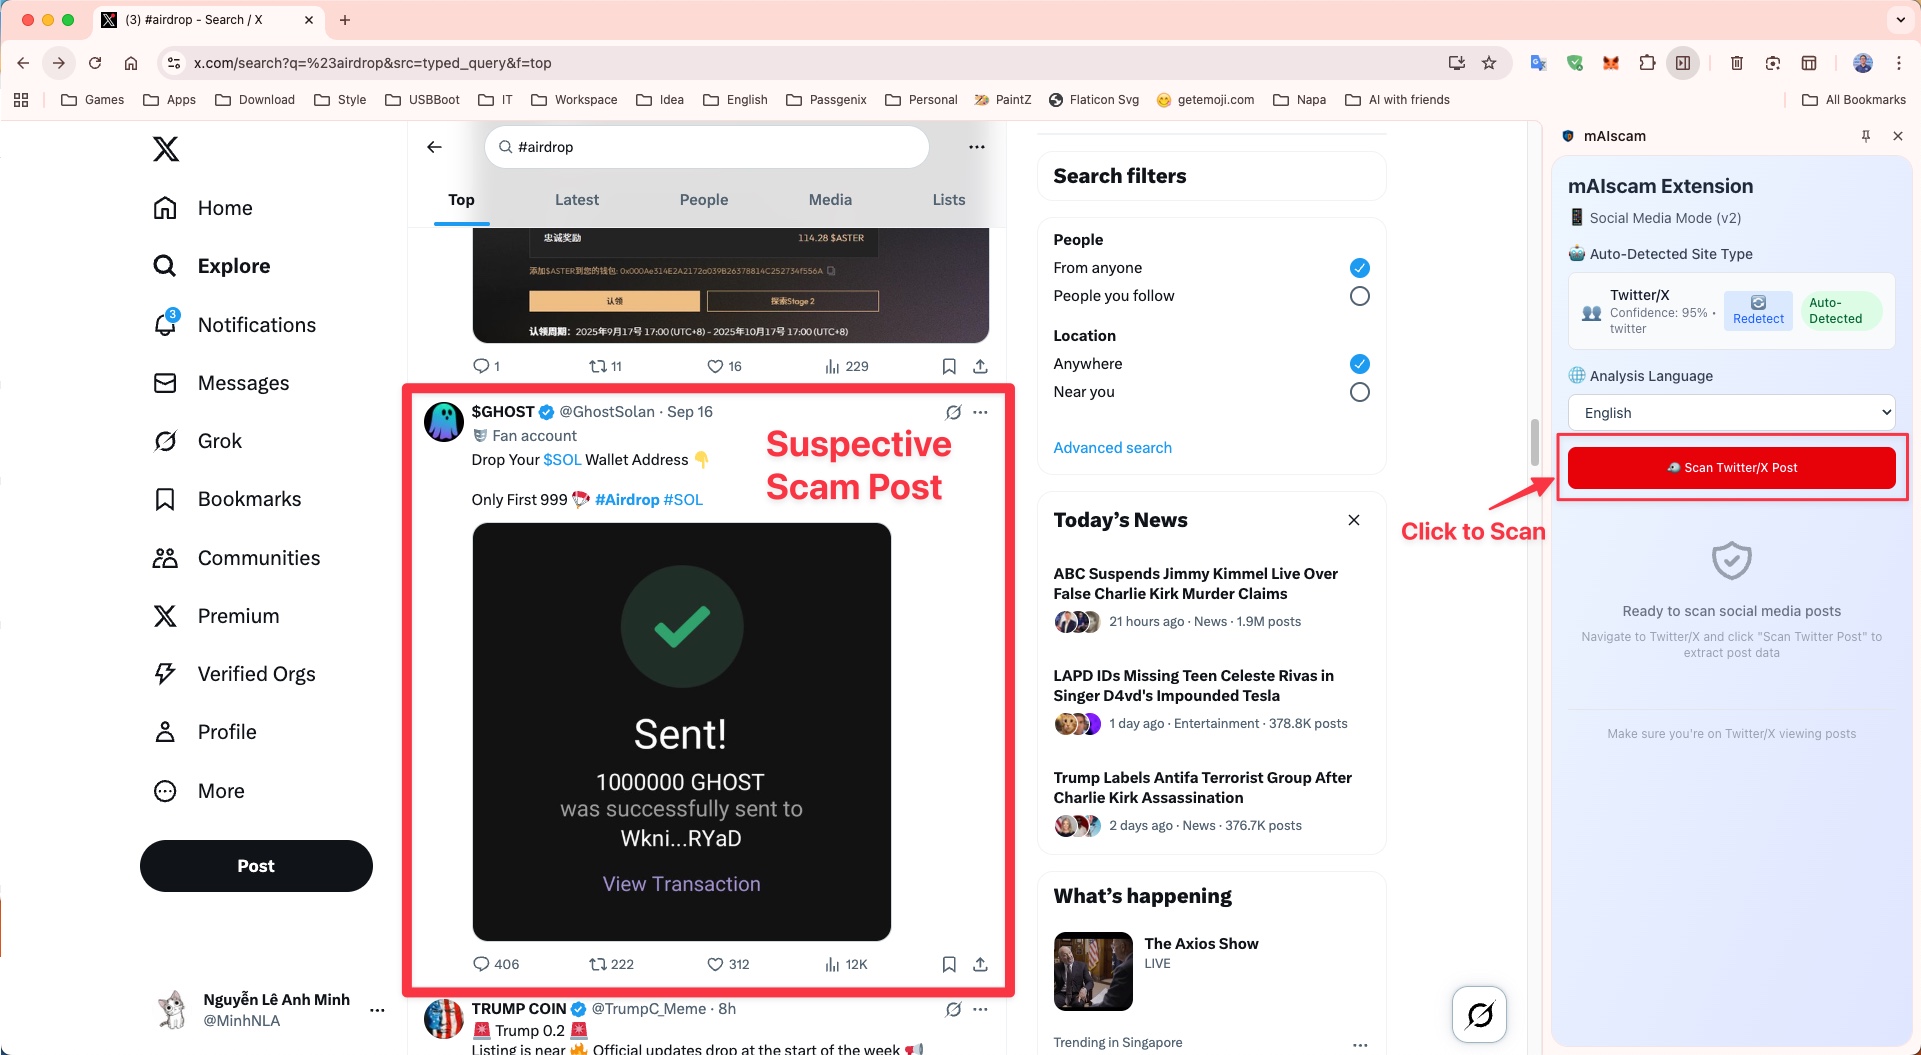 (3) #airdrop - Search / X
x.com/search?q=%23airdrop&src=typed_query&f=top
Games
Apps
Download
Style
USBBoot
IT
Workspace
Idea
English
Passgenix
Personal
PaintZ
Flaticon Svg
getemoji.com
Napa
AI with friends
All Bookmarks
Home
Explore
3
Notifications
Messages
Grok
Bookmarks
Communities
Premium
Verified Orgs
Profile
More
Post
Nguyễn Lê Anh Minh
@MinhNLA
#airdrop
Top
Latest
People
Media
Lists
忠诚奖励
114.28 $ASTER
添加$ASTER到您的钱包: 0x000Ae314E2A2172a039B26378814C252734f556A
认领
探索Stage 2
认领周期：2025年9月17号 17:00 (UTC+8) - 2025年10月17号 17:00 (UTC+8)
1
11
16
229
$GHOST @GhostSolan · Sep 16
Fan account
Drop Your $SOL Wallet Address 👇
Only First 999 🪂 #Airdrop #SOL
Suspective
Scam Post
Sent!
1000000 GHOST
was successfully sent to
Wkni...RYaD
View Transaction
406
222
312
12K
TRUMP COIN @TrumpC_Meme · 8h
🚨 Trump 0.2 🚨
Listing is near 🔥 Official updates drop at the start of the week 📢
Search filters
People
From anyone
People you follow
Location
Anywhere
Near you
Advanced search
Today’s News
ABC Suspends Jimmy Kimmel Live Over
False Charlie Kirk Murder Claims
21 hours ago · News · 1.9M posts
LAPD IDs Missing Teen Celeste Rivas in
Singer D4vd's Impounded Tesla
1 day ago · Entertainment · 378.8K posts
Trump Labels Antifa Terrorist Group After
Charlie Kirk Assassination
2 days ago · News · 376.7K posts
What’s happening
The Axios Show
LIVE
Trending in Singapore
Click to Scan
mAIscam
mAIscam Extension
📱 Social Media Mode (v2)
🤖 Auto-Detected Site Type
Twitter/X
Confidence: 95% •
twitter
Redetect
Auto-
Detected
🌐 Analysis Language
English
Scan Twitter/X Post
Ready to scan social media posts
Navigate to Twitter/X and click "Scan Twitter Post" to
extract post data
Make sure you're on Twitter/X viewing posts